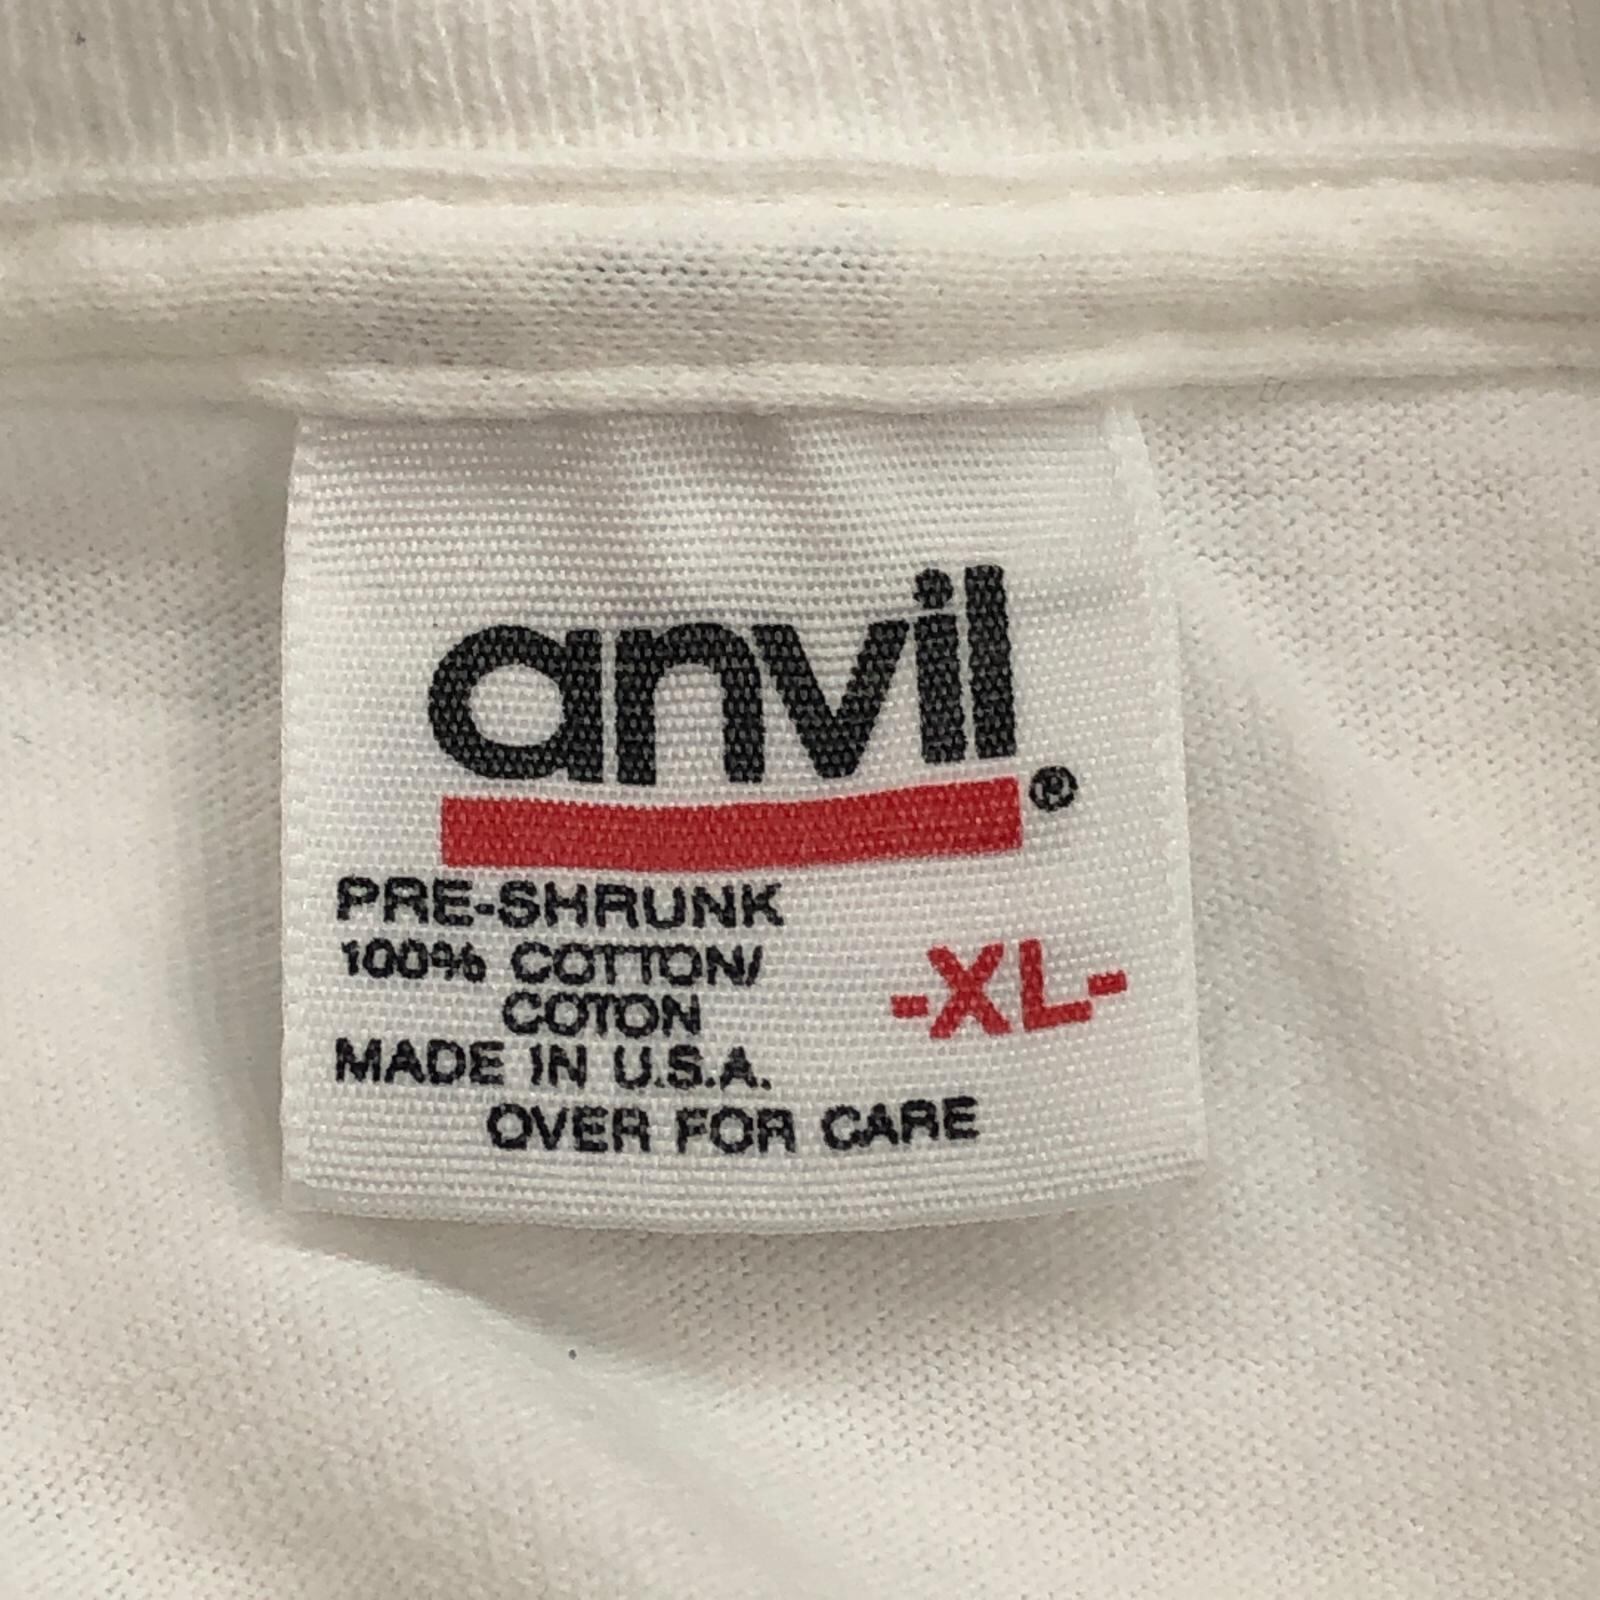 anvil®
PRE-SHRUNK
100% COTTON/
COTON
-XL-
MADE IN U.S.A.
OVER FOR CARE